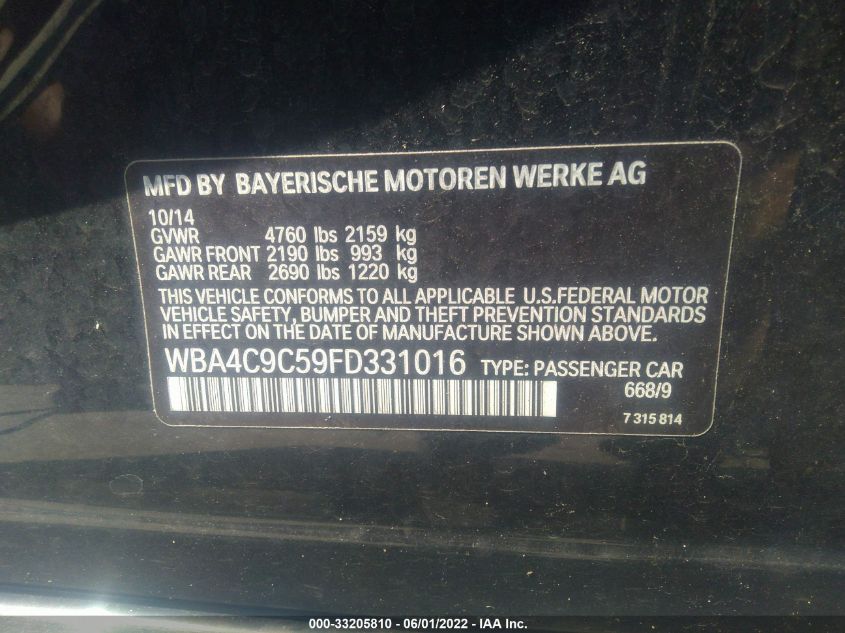 MFD BY BAYERISCHE MOTOREN WERKE AG
10/14
GVWR 4760 lbs 2159 kg
GAWR FRONT 2190 lbs 993 kg
GAWR REAR 2690 lbs 1220 kg
THIS VEHICLE CONFORMS TO ALL APPLICABLE U.S.FEDERAL MOTOR
VEHICLE SAFETY, BUMPER AND THEFT PREVENTION STANDARDS
IN EFFECT ON THE DATE OF MANUFACTURE SHOWN ABOVE.
WBA4C9C59FD331016 TYPE: PASSENGER CAR
668/9
7 315 814
000-33205810 - 06/01/2022 - IAA Inc.